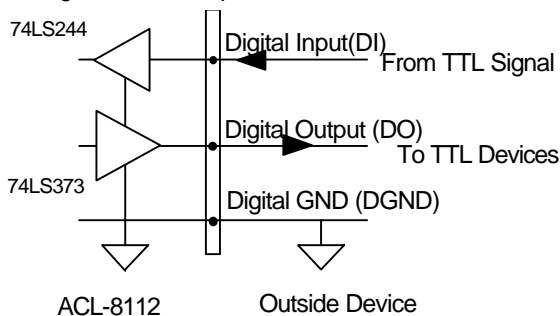 74LS244
Digital Input(DI)
From TTL Signal
Digital Output (DO)
To TTL Devices
74LS373
Digital GND (DGND)
ACL-8112
Outside Device